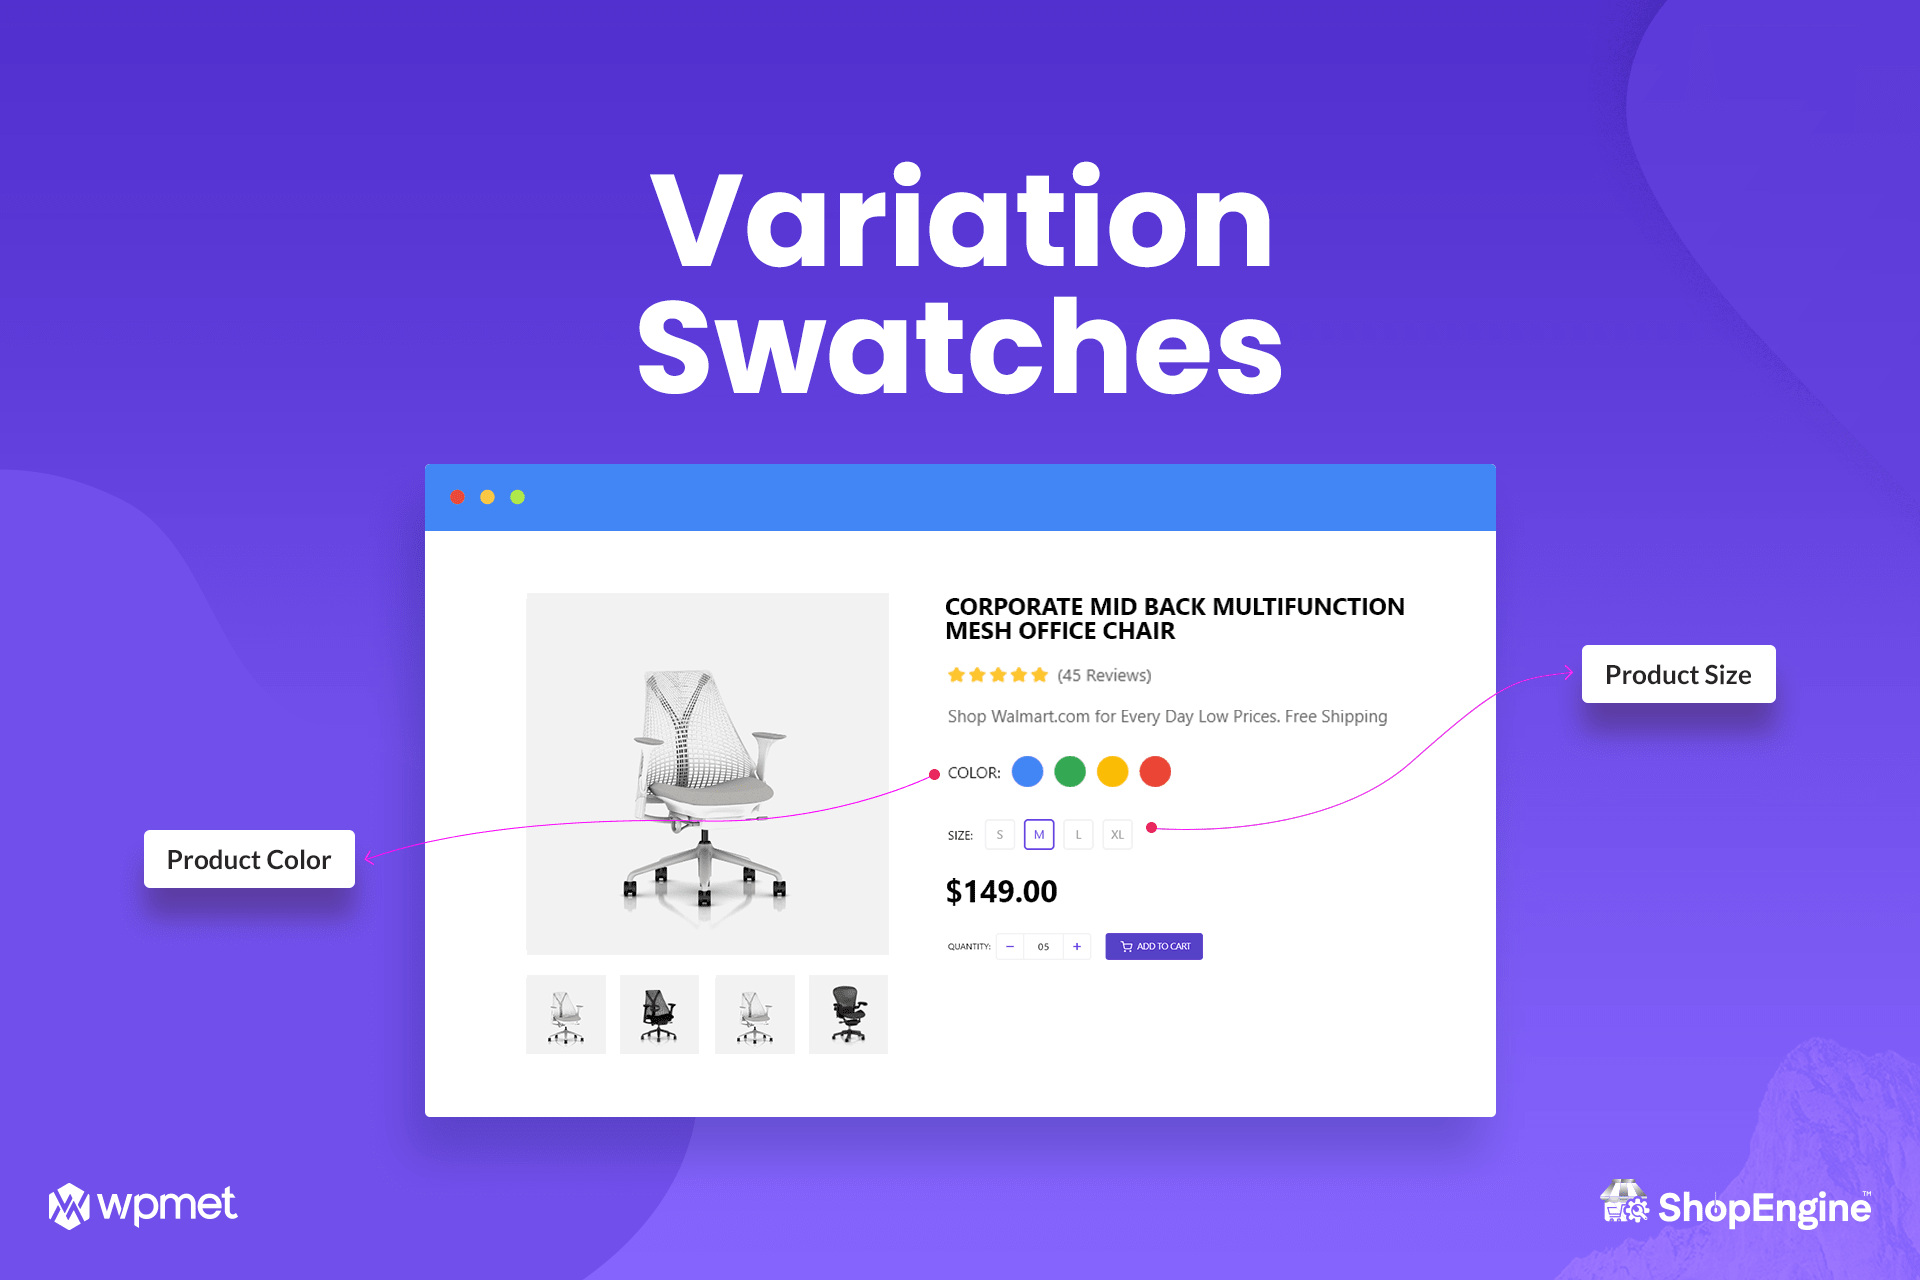 Variation
Swatches
CORPORATE MID BACK MULTIFUNCTION
MESH OFFICE CHAIR
(45 Reviews)
Shop Walmart.com for Every Day Low Prices. Free Shipping
COLOR:
SIZE: S M L XL
$149.00
QUANTITY: − 05 + ADD TO CART
Product Size
Product Color
wpmet
ShopEngine™